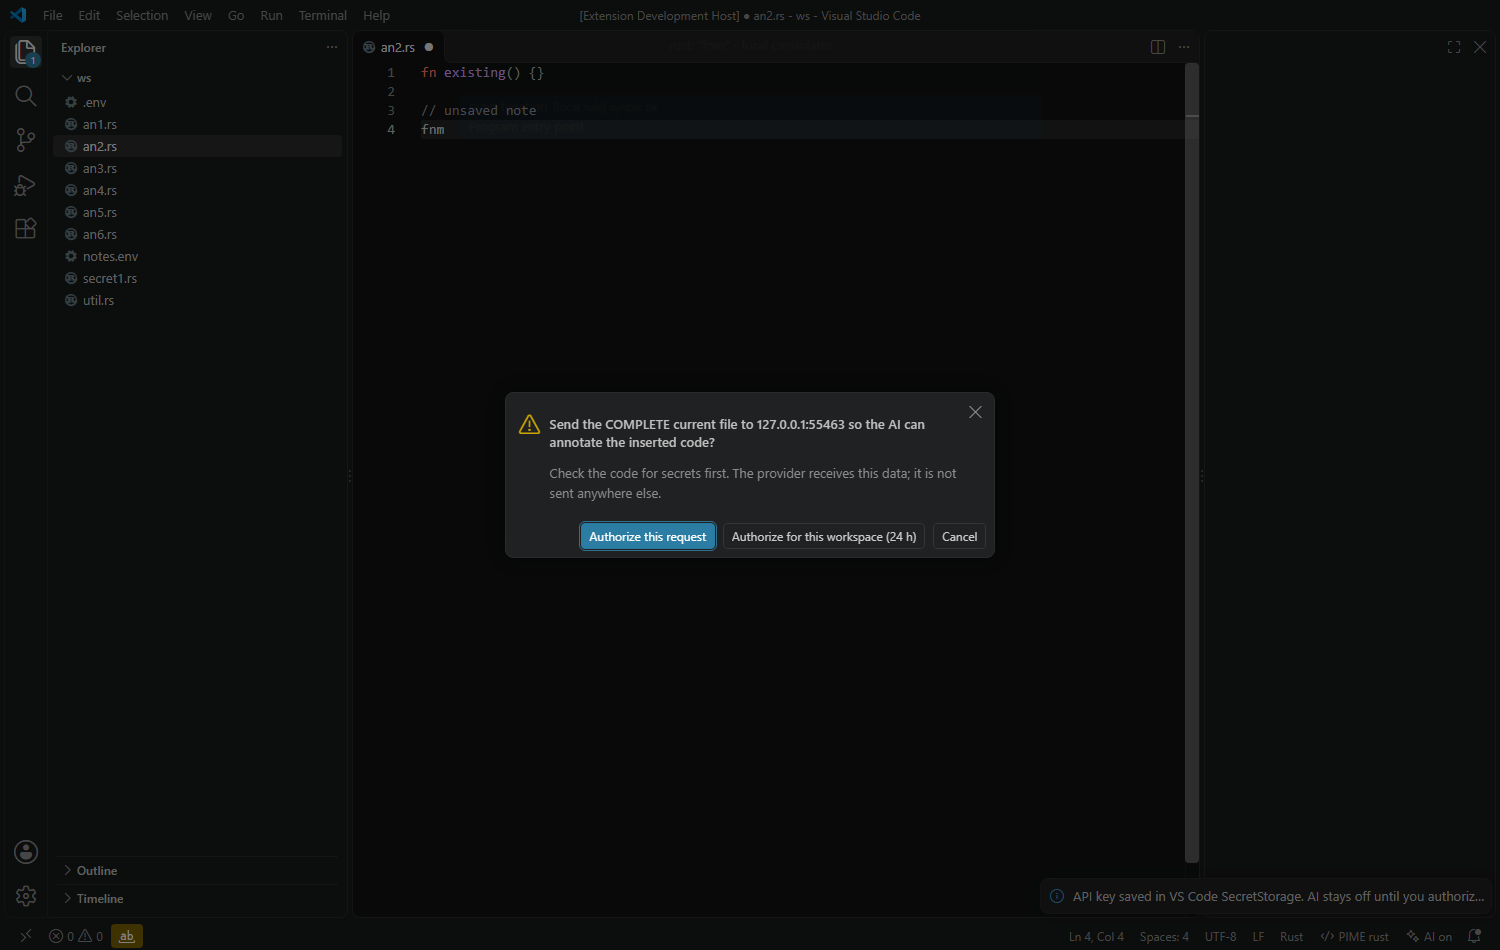 File Edit Selection View Go Run Terminal Help
[Extension Development Host] ● an2.rs - ws - Visual Studio Code
1
Explorer
ws
.env
an1.rs
an2.rs
an3.rs
an4.rs
an5.rs
an6.rs
notes.env
secret1.rs
util.rs
Outline
Timeline
an2.rs
1 fn existing() {}
2
3 // unsaved note
4 fnm
Send the COMPLETE current file to 127.0.0.1:55463 so the AI can
annotate the inserted code?
Check the code for secrets first. The provider receives this data; it is not
sent anywhere else.
Authorize this request
Authorize for this workspace (24 h)
Cancel
API key saved in VS Code SecretStorage. AI stays off until you authoriz...
0 0 ab
Ln 4, Col 4 Spaces: 4 UTF-8 LF Rust PIME rust AI on